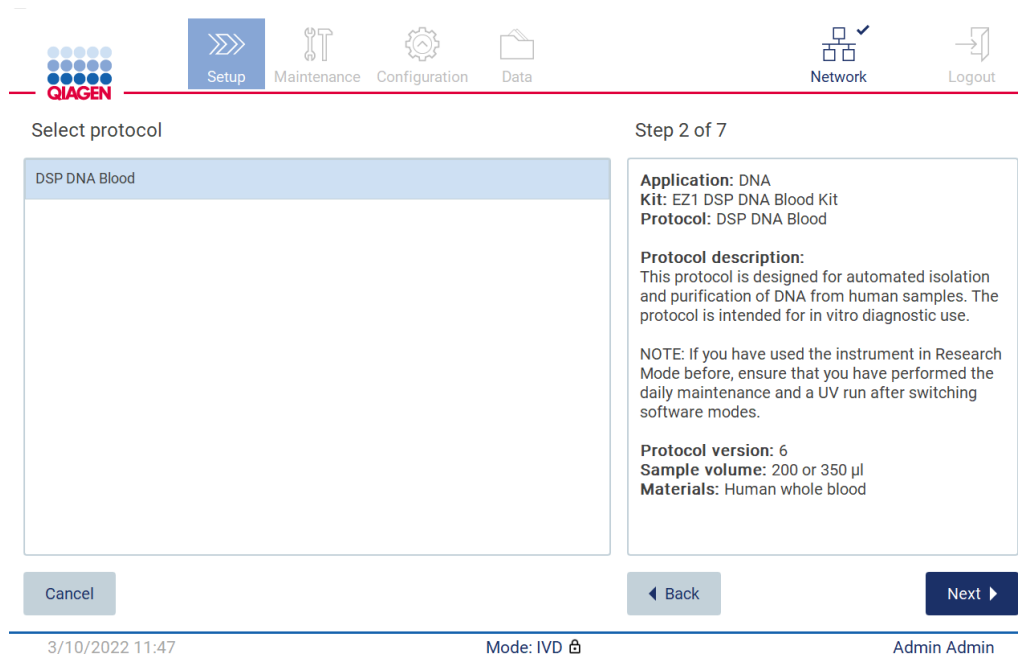 QIAGEN
Setup
Maintenance
Configuration
Data
Network
Logout
Select protocol
Step 2 of 7
DSP DNA Blood
Application: DNA
Kit: EZ1 DSP DNA Blood Kit
Protocol: DSP DNA Blood
Protocol description:
This protocol is designed for automated isolation
and purification of DNA from human samples. The
protocol is intended for in vitro diagnostic use.
NOTE: If you have used the instrument in Research
Mode before, ensure that you have performed the
daily maintenance and a UV run after switching
software modes.
Protocol version: 6
Sample volume: 200 or 350 µl
Materials: Human whole blood
Cancel
Back
Next
3/10/2022 11:47
Mode: IVD
Admin Admin